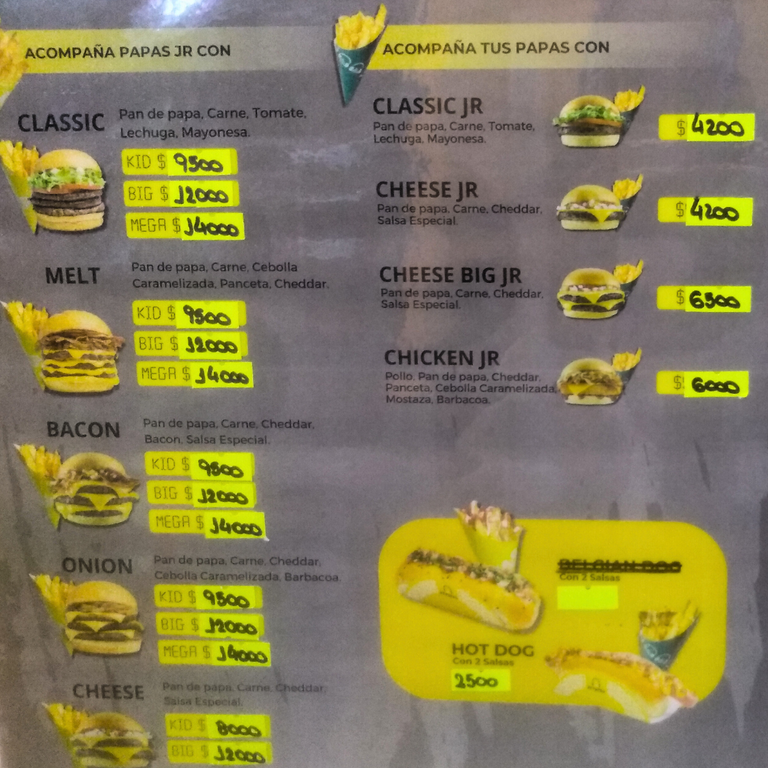 ACOMPAÑA PAPAS JR CON
CLASSIC
Pan de papa, Carne, Tomate,
Lechuga, Mayonesa.
KID $ 9500
BIG $ 12000
MEGA $ 14000
MELT
Pan de papa, Carne, Cebolla
Caramelizada, Panceta, Cheddar.
KID $ 9500
BIG $ 12000
MEGA $ 14000
BACON
Pan de papa, Carne, Cheddar,
Bacon, Salsa Especial.
KID $ 9500
BIG $ 12000
MEGA $ 14000
ONION
Pan de papa, Carne, Cheddar,
Cebolla Caramelizada, Barbacoa.
KID $ 9500
BIG $ 12000
MEGA $ 14000
CHEESE
Pan de papa, Carne, Cheddar,
Salsa Especial.
KID $ 8000
BIG $ 12000
ACOMPAÑA TUS PAPAS CON
CLASSIC JR
Pan de papa, Carne, Tomate,
Lechuga, Mayonesa.
$ 4200
CHEESE JR
Pan de papa, Carne, Cheddar,
Salsa Especial.
$ 4200
CHEESE BIG JR
Pan de papa, Carne, Cheddar,
Salsa Especial.
$ 6500
CHICKEN JR
Pollo, Pan de papa, Cheddar,
Panceta, Cebolla Caramelizada,
Mostaza, Barbacoa.
$ 6000
BELGIAN DOG
Con 2 Salsas
HOT DOG
Con 2 Salsas
2500